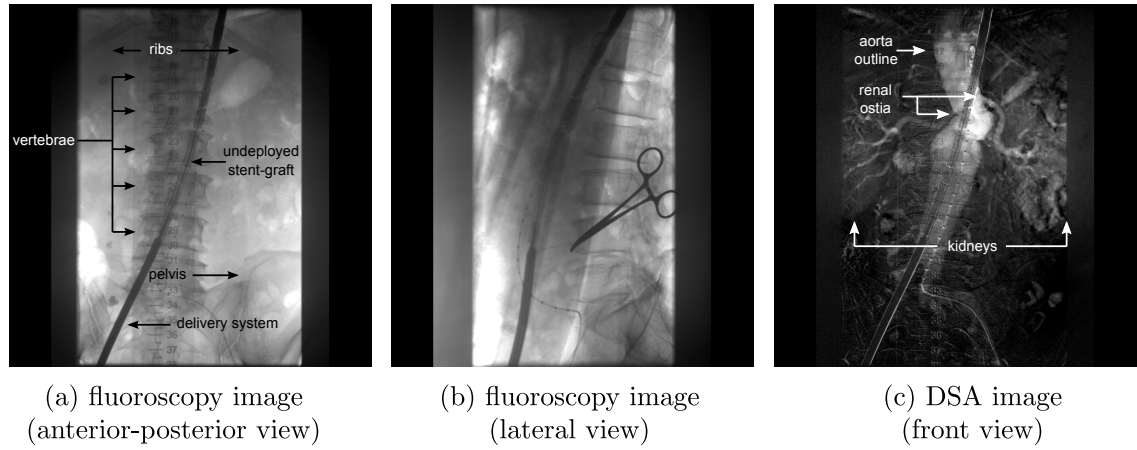 ribs
vertebrae
undeployed
stent-graft
pelvis
delivery system
aorta
outline
renal
ostia
kidneys
(a) fluoroscopy image
(anterior-posterior view)
(b) fluoroscopy image
(lateral view)
(c) DSA image
(front view)